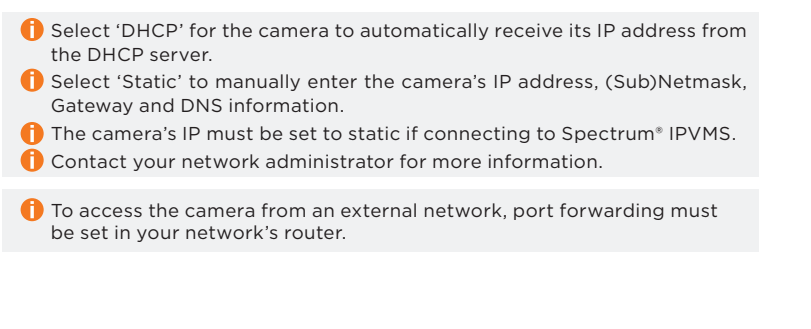 Select ‘DHCP’ for the camera to automatically receive its IP address from
the DHCP server.
Select ‘Static’ to manually enter the camera’s IP address, (Sub)Netmask,
Gateway and DNS information.
The camera’s IP must be set to static if connecting to Spectrum® IPVMS.
Contact your network administrator for more information.
To access the camera from an external network, port forwarding must
be set in your network’s router.